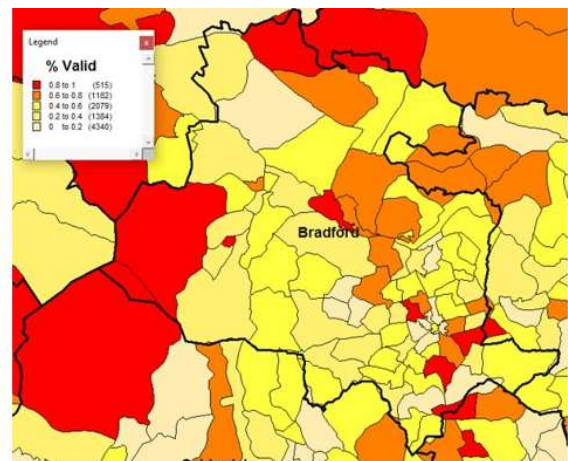 Legend
x
% Valid
0.8 to 1 (515)
0.6 to 0.8 (1182)
0.4 to 0.6 (2079)
0.2 to 0.4 (1384)
0 to 0.2 (4340)
Bradford